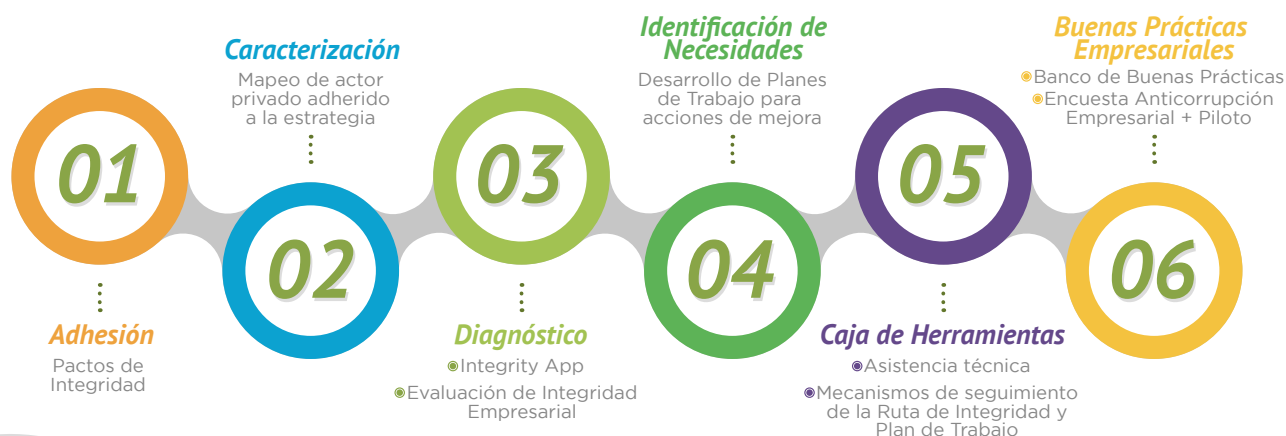 01
Adhesión
Pactos de
Integridad
Caracterización
Mapeo de actor
privado adherido
a la estrategia
02
03
Diagnóstico
Integrity App
Evaluación de Integridad
Empresarial
Identificación de
Necesidades
Desarrollo de Planes
de Trabajo para
acciones de mejora
04
05
Caja de Herramientas
Asistencia técnica
Mecanismos de seguimiento
de la Ruta de Integridad y
Plan de Trabajo
Buenas Prácticas
Empresariales
Banco de Buenas Prácticas
Encuesta Anticorrupción
Empresarial + Piloto
06